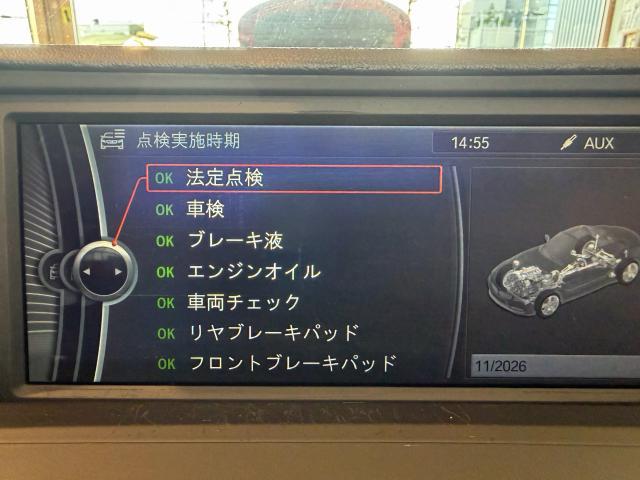 点検実施時期
14:55
AUX
OK 法定点検
OK 車検
OK ブレーキ液
OK エンジンオイル
OK 車両チェック
OK リヤブレーキパッド
OK フロントブレーキパッド
11/2026